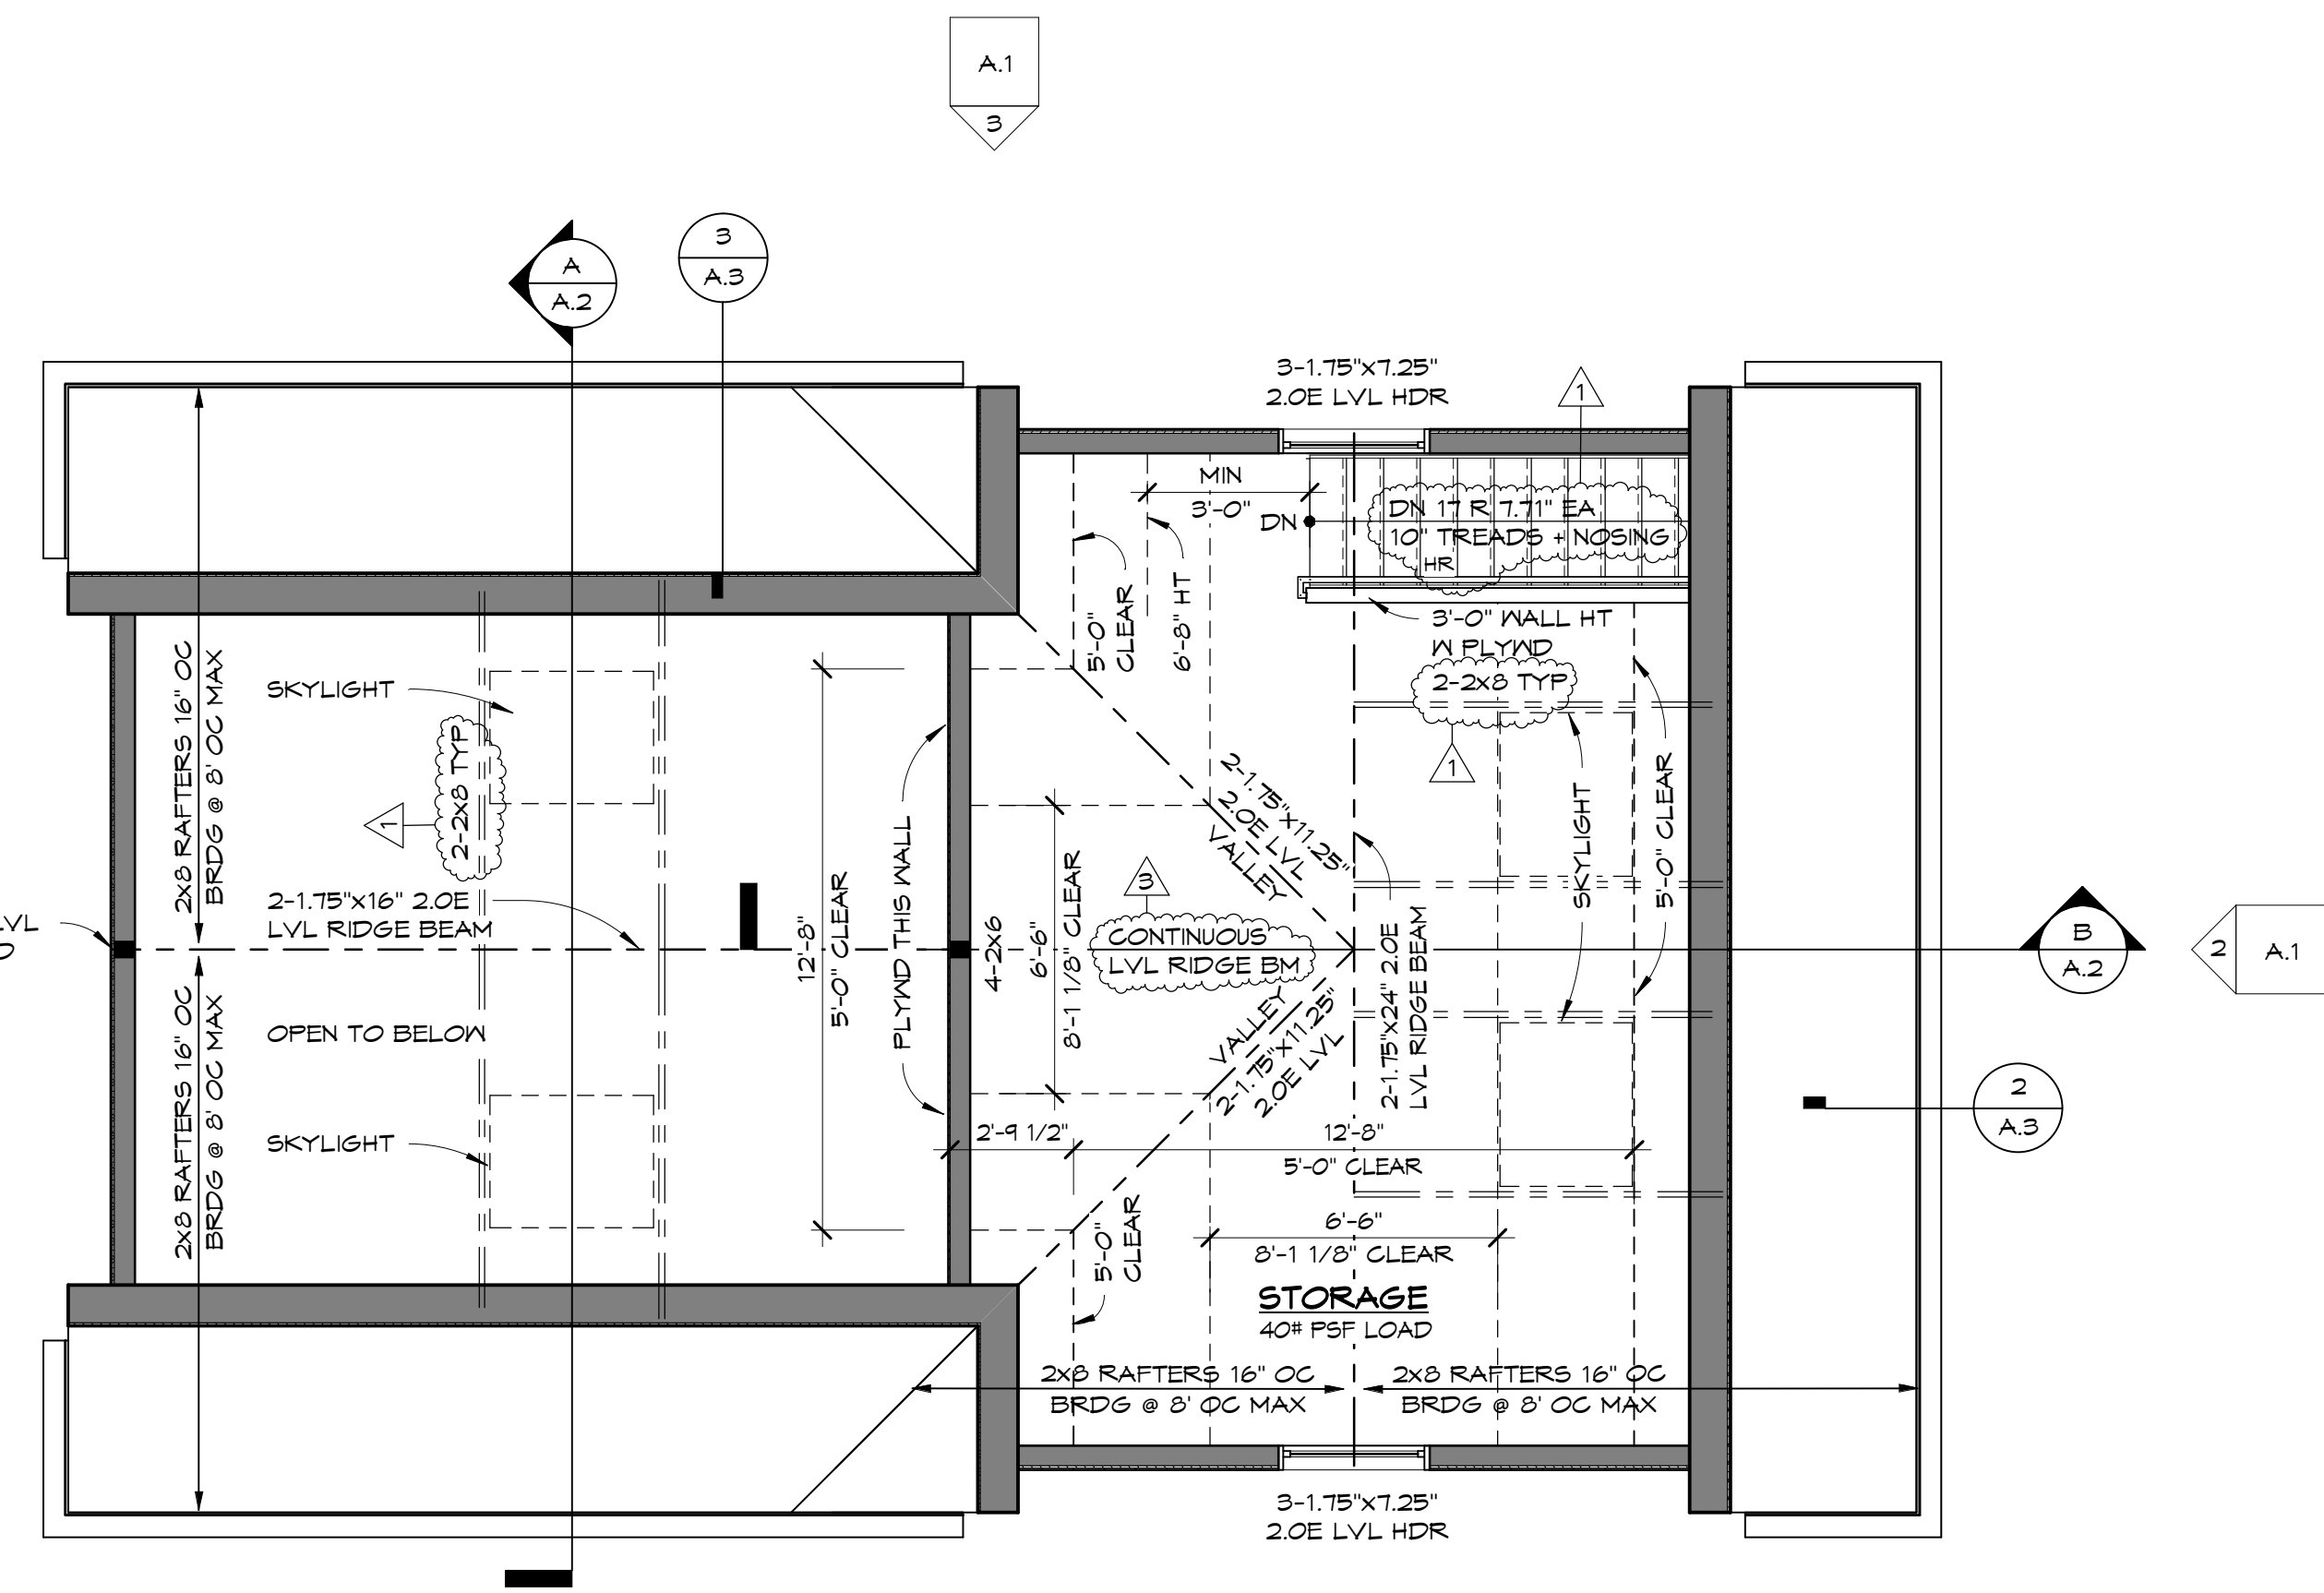 A.1
3
A
A.2
3
A.3
3-1.75"x7.25"
2.0E LVL HDR
1
MIN
3'-0"
DN
DN 17 R 7.71" EA
10" TREADS + NOSING
HR
5'-0"
CLEAR
6'-8" HT
3'-0" WALL HT
W PLYWD
2-2x8 TYP
1
2x8 RAFTERS 16" OC
BRDG @ 8' OC MAX
SKYLIGHT
2-2x8 TYP
1
2-1.75"x16" 2.0E
LVL RIDGE BEAM
LVL
12'-8"
5'-0" CLEAR
PLYWD THIS WALL
4-2x6
6'-6"
8'-1 1/8" CLEAR
3
CONTINUOUS
LVL RIDGE BM
2-1.75"x11.25"
2.0E LVL
VALLEY
2-1.75"x24" 2.0E
LVL RIDGE BEAM
SKYLIGHT
5'-0" CLEAR
B
A.2
2
A.1
OPEN TO BELOW
2x8 RAFTERS 16" OC
BRDG @ 8' OC MAX
SKYLIGHT
VALLEY
2-1.75"x11.25"
2.0E LVL
2
A.3
2'-9 1/2"
12'-8"
5'-0" CLEAR
5'-0"
CLEAR
6'-6"
8'-1 1/8" CLEAR
STORAGE
40# PSF LOAD
2x8 RAFTERS 16" OC
BRDG @ 8' OC MAX
2x8 RAFTERS 16" OC
BRDG @ 8' OC MAX
3-1.75"x7.25"
2.0E LVL HDR